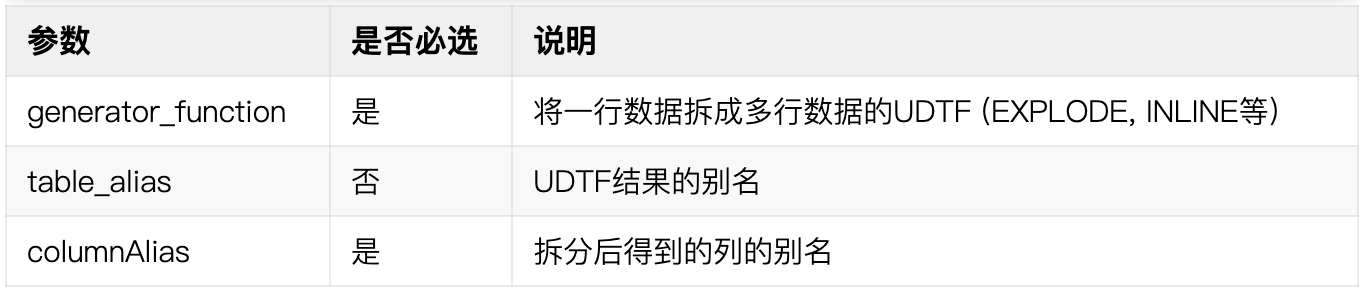 参数 是否必选 说明
generator_function 是 将一行数据拆成多行数据的UDTF (EXPLODE, INLINE等)
table_alias 否 UDTF结果的别名
columnAlias 是 拆分后得到的列的别名